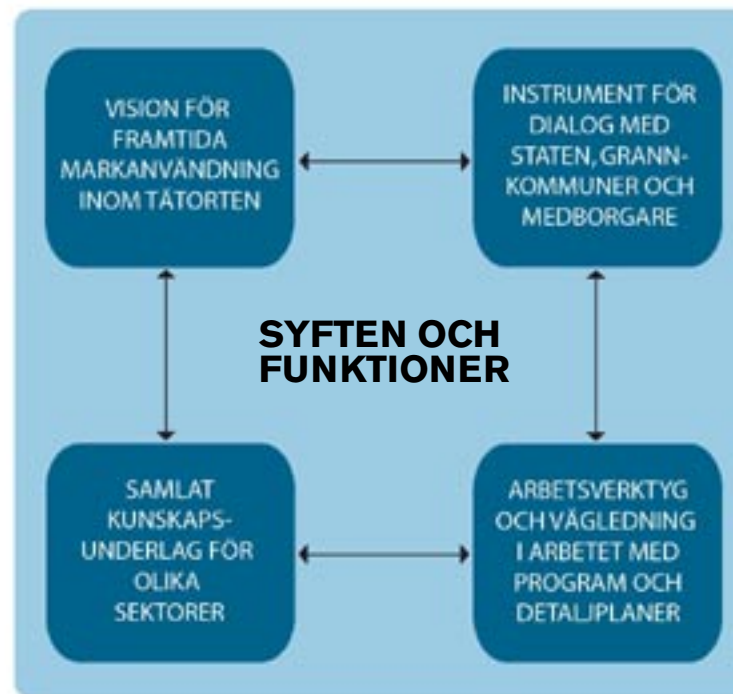 VISION FÖR
FRAMTIDA
MARKANVÄNDNING
INOM TÄTORTEN
INSTRUMENT FÖR
DIALOG MED
STATEN, GRANN-
KOMMUNER OCH
MEDBORGARE
SYFTEN OCH
FUNKTIONER
SAMLAT
KUNSKAPS-
UNDERLAG FÖR
OLIKA
SEKTORER
ARBETSVERKTYG
OCH VÄGLEDNING
I ARBETET MED
PROGRAM OCH
DETALJPLANER